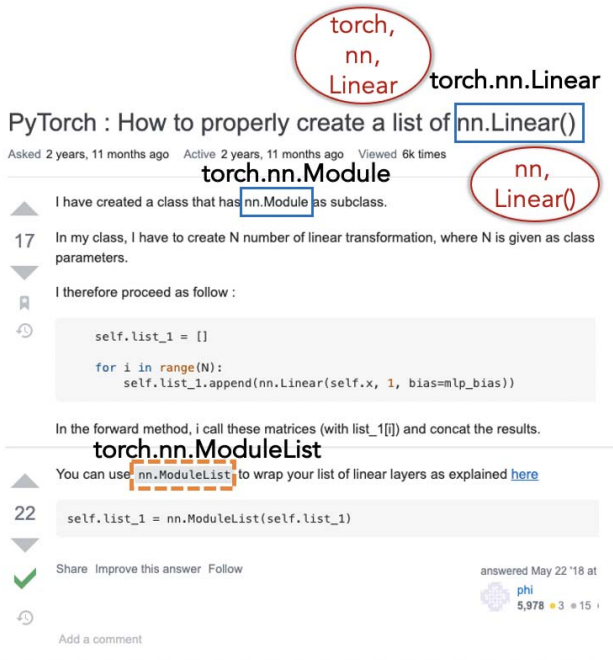 torch,
nn,
Linear
torch.nn.Linear
PyTorch : How to properly create a list of nn.Linear()
Asked 2 years, 11 months ago Active 2 years, 11 months ago Viewed 6k times
torch.nn.Module
nn,
Linear()
I have created a class that has nn.Module as subclass.
17
In my class, I have to create N number of linear transformation, where N is given as class
parameters.
I therefore proceed as follow :
self.list_1 = []
for i in range(N):
self.list_1.append(nn.Linear(self.x, 1, bias=mlp_bias))
In the forward method, i call these matrices (with list_1[i]) and concat the results.
torch.nn.ModuleList
You can use nn.ModuleList to wrap your list of linear layers as explained here
22
self.list_1 = nn.ModuleList(self.list_1)
Share Improve this answer Follow
answered May 22 '18 at
phi
5,978 3 15
Add a comment